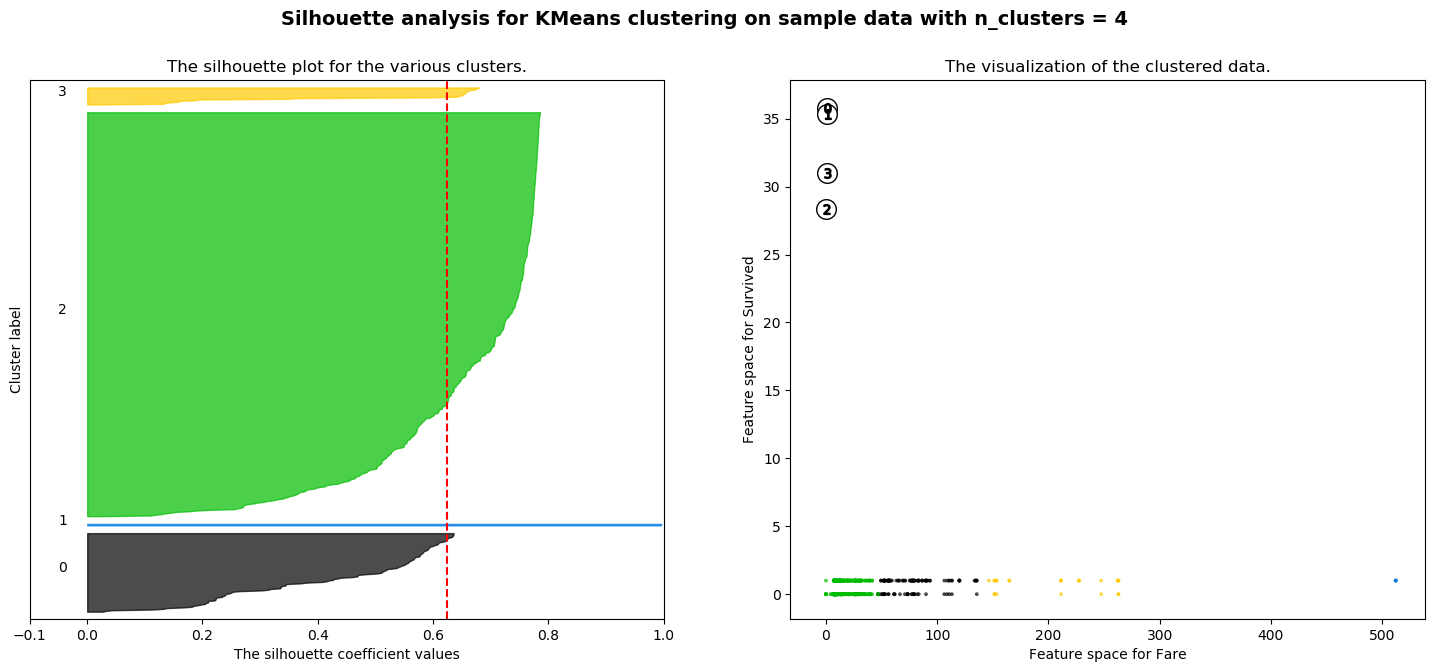 Silhouette analysis for KMeans clustering on sample data with n_clusters = 4
The silhouette plot for the various clusters.
3
2
1
0
Cluster label
−0.1 0.0 0.2 0.4 0.6 0.8 1.0
The silhouette coefficient values
The visualization of the clustered data.
0
1
3
2
35
30
25
20
15
10
5
0
Feature space for Survived
0 100 200 300 400 500
Feature space for Fare